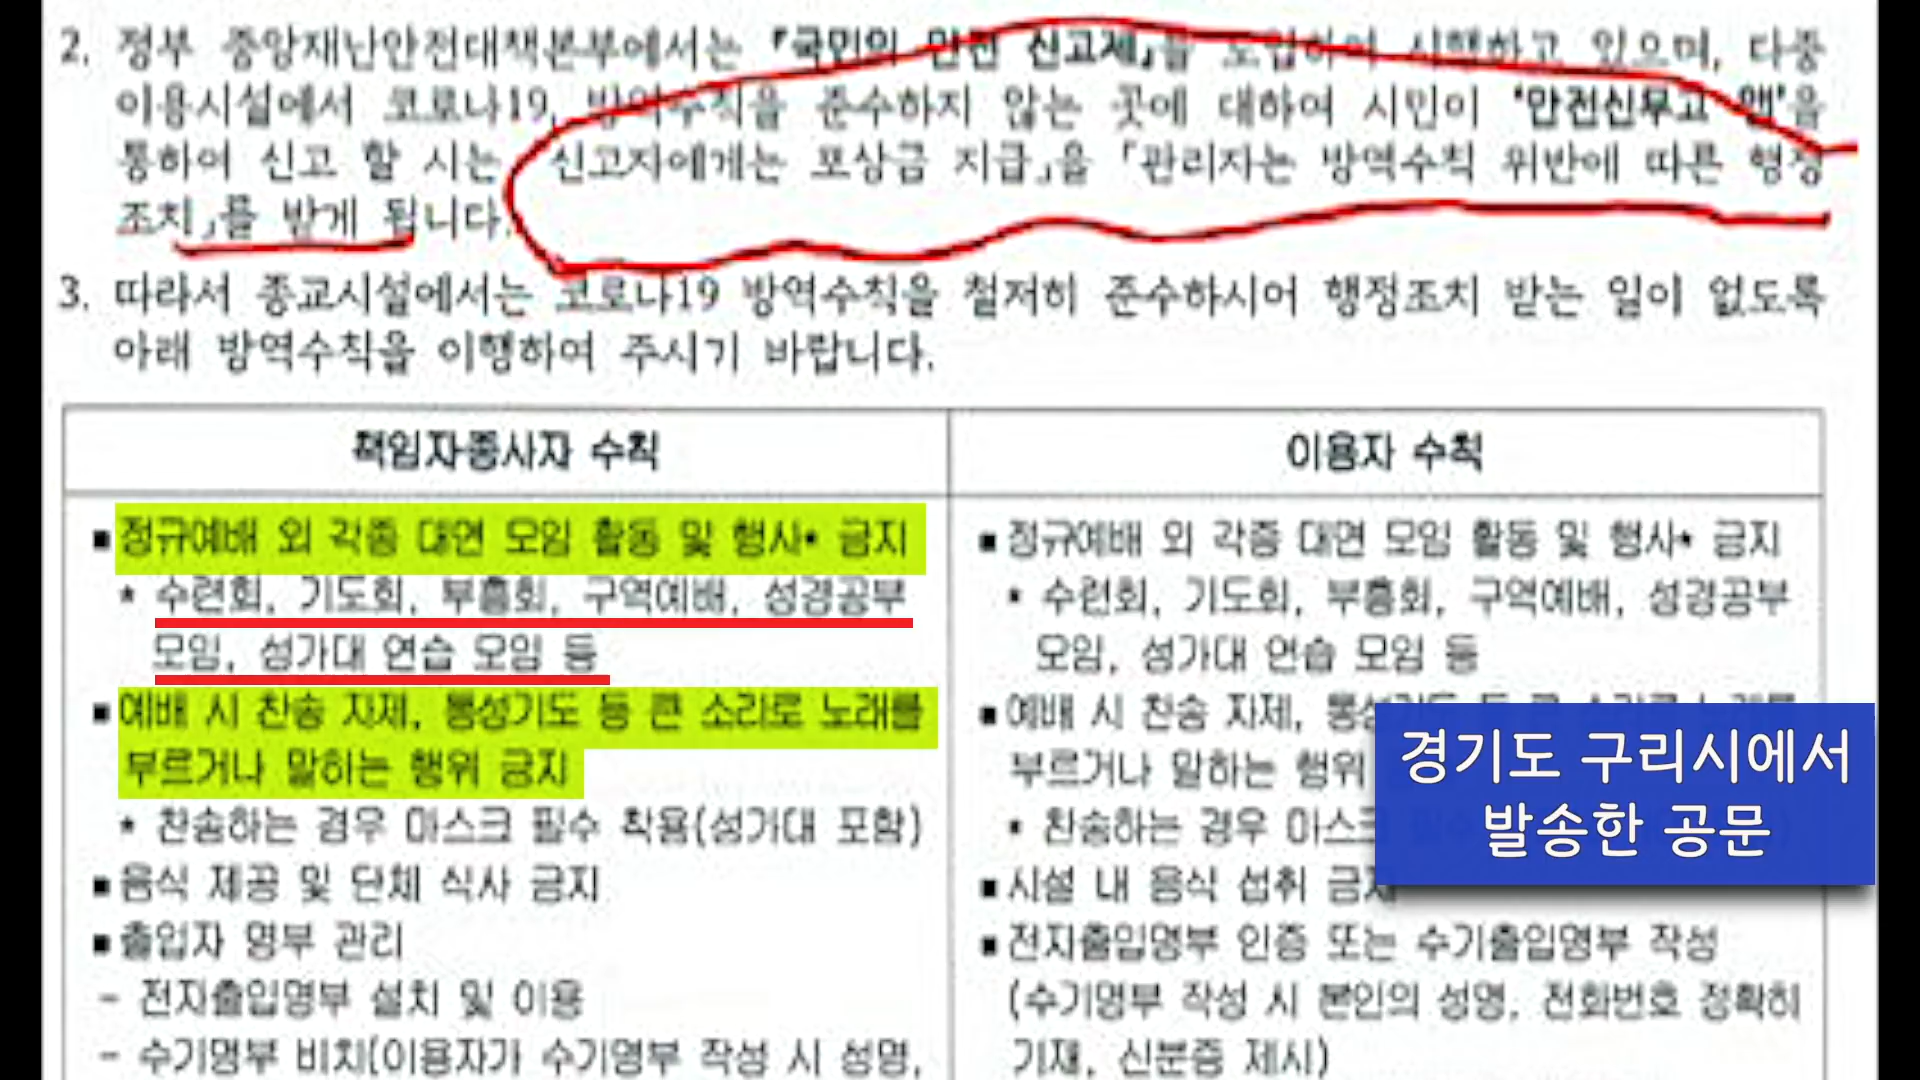 2. 정부 중앙재난안전대책본부에서는 『국민의 안전 신고제』를 도입하여 시행하고 있으며, 다중
이용시설에서 코로나19, 방역수칙을 준수하지 않는 곳에 대하여 시민이 '안전신무고 앱'을
통하여 신고 할 시는 신고자에게는 포상금 지급」을 「관리자는 방역수칙 위반에 따른 행정
조치」를 받게 됩니다.
3. 따라서 종교시설에서는 코로나19 방역수칙을 철저히 준수하시어 행정조치 받는 일이 없도록
아래 방역수칙을 이행하여 주시기 바랍니다.
책임자·종사자 수칙
■ 정규예배 외 각종 대면 모임 활동 및 행사* 금지
* 수련회, 기도회, 부흥회, 구역예배, 성경공부
모임, 성가대 연습 모임 등
■ 예배 시 찬송 자제, 통성기도 등 큰 소리로 노래를
부르거나 말하는 행위 금지
* 찬송하는 경우 마스크 필수 착용(성가대 포함)
■ 음식 제공 및 단체 식사 금지
■ 출입자 명부 관리
- 전자출입명부 설치 및 이용
- 수기명부 비치(이용자가 수기명부 작성 시 성명,
이용자 수칙
■ 정규예배 외 각종 대면 모임 활동 및 행사* 금지
* 수련회, 기도회, 부흥회, 구역예배, 성경공부
모임, 성가대 연습 모임 등
■ 예배 시 찬송 자제, 통성기도 등 큰 소리로 노래를
부르거나 말하는 행위
* 찬송하는 경우 마스크
■ 시설 내 음식 섭취 금지
■ 전자출입명부 인증 또는 수기출입명부 작성
(수기명부 작성 시 본인의 성명, 전화번호 정확히
기재, 신분증 제시)
경기도 구리시에서
발송한 공문